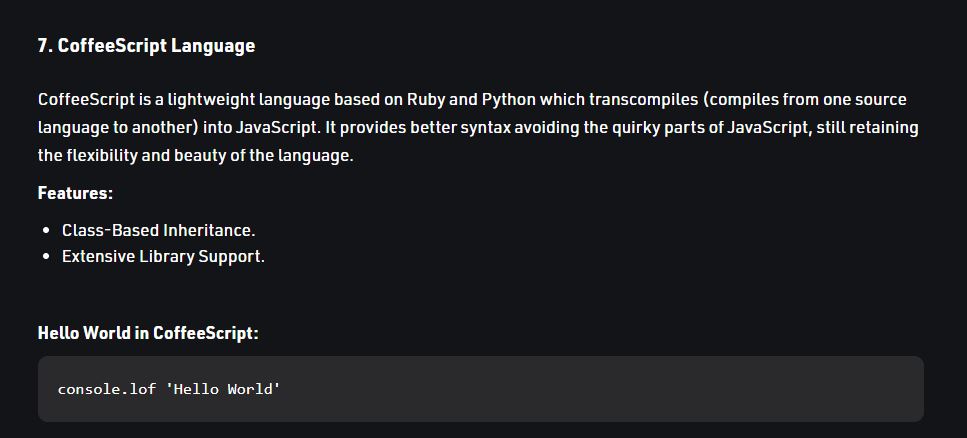 7. CoffeeScript Language
CoffeeScript is a lightweight language based on Ruby and Python which transcompiles (compiles from one source
language to another) into JavaScript. It provides better syntax avoiding the quirky parts of JavaScript, still retaining
the flexibility and beauty of the language.
Features:
• Class-Based Inheritance.
• Extensive Library Support.
Hello World in CoffeeScript:
console.lof 'Hello World'